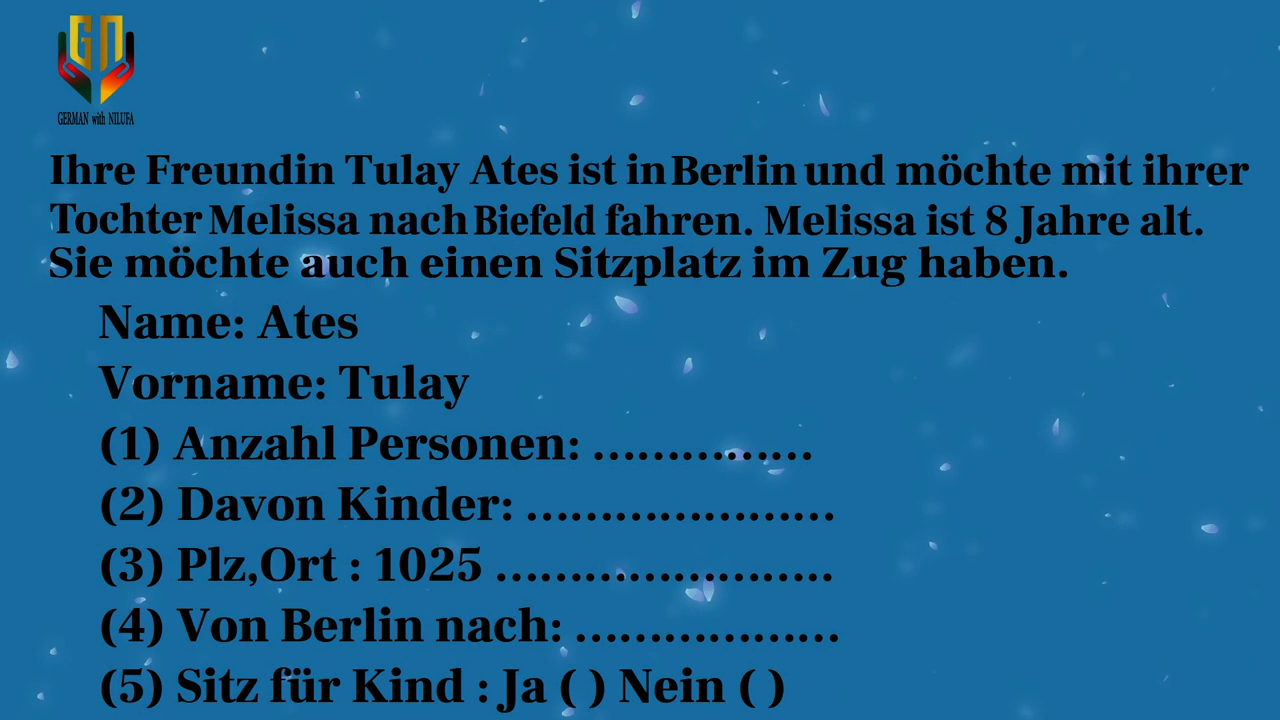 GN
GERMAN with NILUFA
Ihre Freundin Tulay Ates ist in Berlin und möchte mit ihrer
Tochter Melissa nach Biefeld fahren. Melissa ist 8 Jahre alt.
Sie möchte auch einen Sitzplatz im Zug haben.
Name: Ates
Vorname: Tulay
(1) Anzahl Personen: ...............
(2) Davon Kinder: .....................
(3) Plz,Ort : 1025 .......................
(4) Von Berlin nach: ..................
(5) Sitz für Kind : Ja ( ) Nein ( )